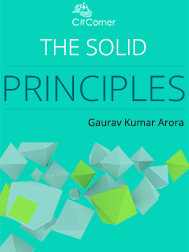 C# Corner
THE SOLID
PRINCIPLES
Gaurav Kumar Arora